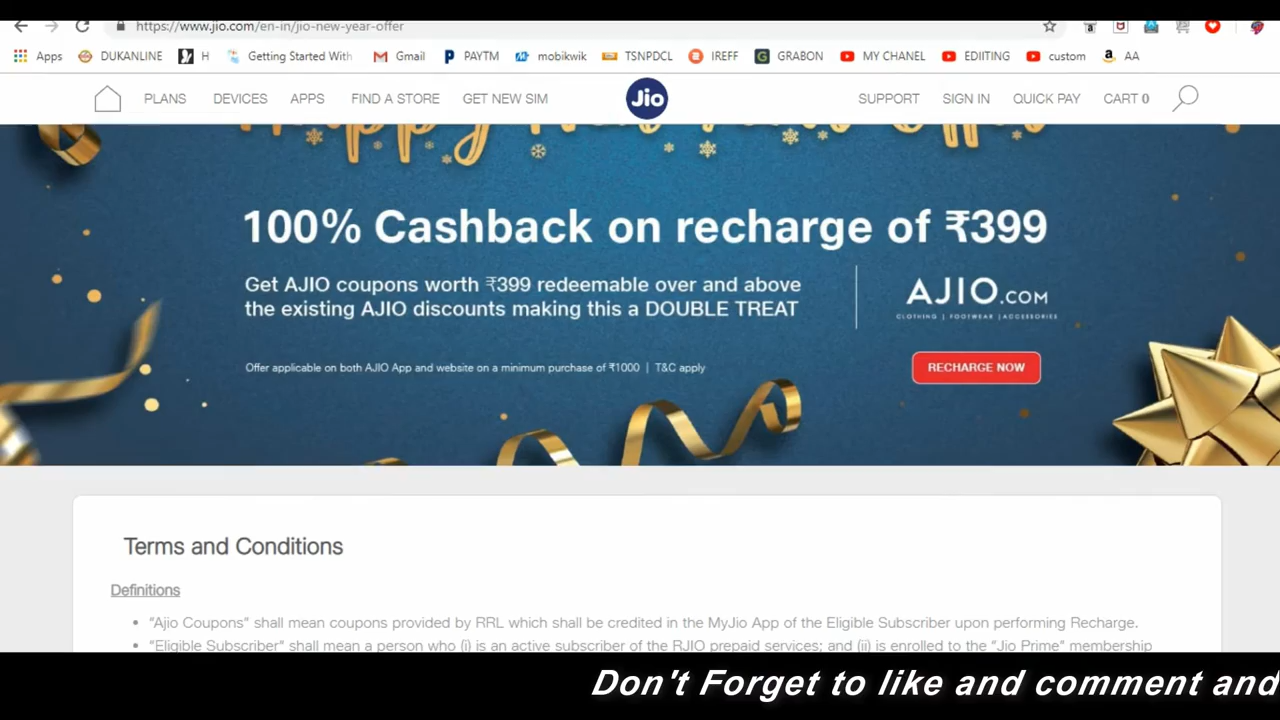 https://www.jio.com/en-in/jio-new-year-offer
Apps DUKANLINE H Getting Started With Gmail PAYTM mobikwik TSNPDCL IREFF GRABON MY CHANEL EDIITING custom AA
PLANS DEVICES APPS FIND A STORE GET NEW SIM Jio SUPPORT SIGN IN QUICK PAY CART 0
100% Cashback on recharge of ₹399
Get AJIO coupons worth ₹399 redeemable over and above
the existing AJIO discounts making this a DOUBLE TREAT
AJIO.COM
CLOTHING | FOOTWEAR | ACCESSORIES
Offer applicable on both AJIO App and website on a minimum purchase of ₹1000 | T&C apply
RECHARGE NOW
Terms and Conditions
Definitions
• "Ajio Coupons" shall mean coupons provided by RRL which shall be credited in the MyJio App of the Eligible Subscriber upon performing Recharge.
• "Eligible Subscriber" shall mean a person who (i) is an active subscriber of the RJIO prepaid services; and (ii) is enrolled to the "Jio Prime" membership
Don't Forget to like and comment and